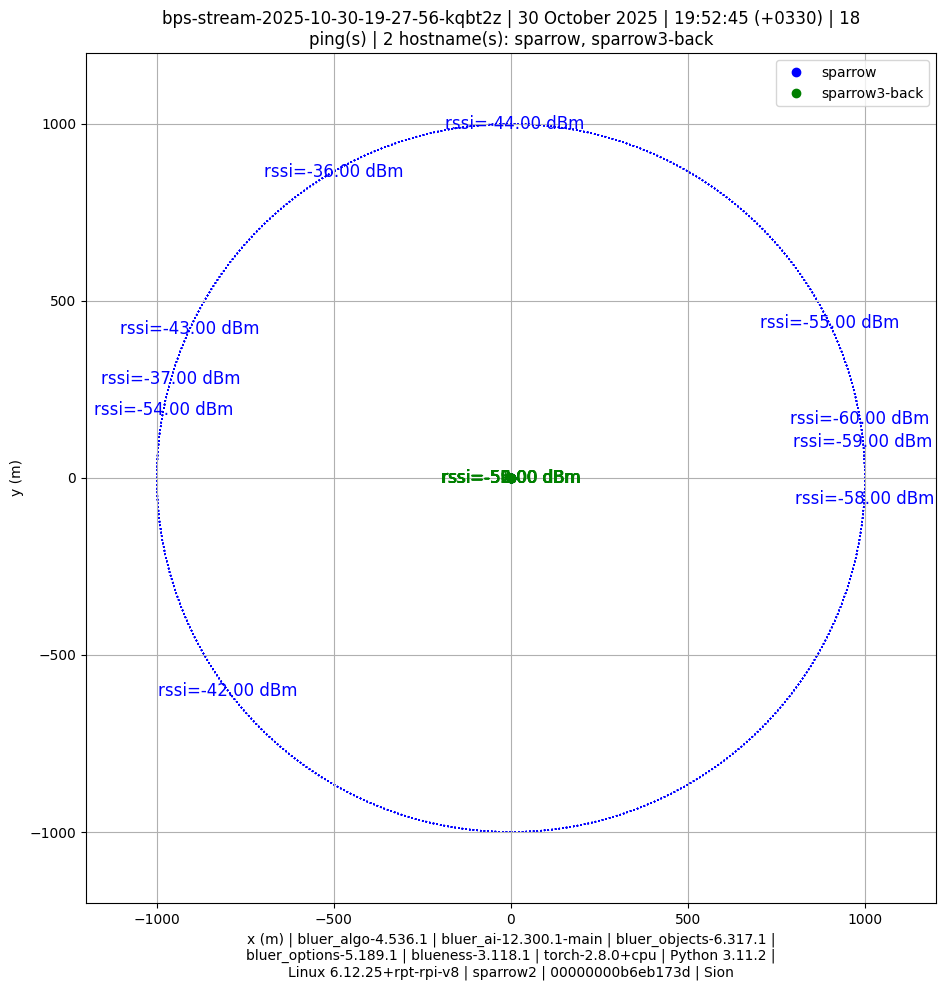 bps-stream-2025-10-30-19-27-56-kqbt2z | 30 October 2025 | 19:52:45 (+0330) | 18
ping(s) | 2 hostname(s): sparrow, sparrow3-back
sparrow
sparrow3-back
1000
rssi=-44.00 dBm
rssi=-36.00 dBm
500
rssi=-43.00 dBm
rssi=-55.00 dBm
rssi=-37.00 dBm
rssi=-54.00 dBm
rssi=-60.00 dBm
rssi=-59.00 dBm
y (m)
0
rssi=-5 .00 dBm
rssi=-58.00 dBm
−500
rssi=-42.00 dBm
−1000
−1000
−500
0
500
1000
x (m) | bluer_algo-4.536.1 | bluer_ai-12.300.1-main | bluer_objects-6.317.1 |
bluer_options-5.189.1 | blueness-3.118.1 | torch-2.8.0+cpu | Python 3.11.2 |
Linux 6.12.25+rpt-rpi-v8 | sparrow2 | 00000000b6eb173d | Sion